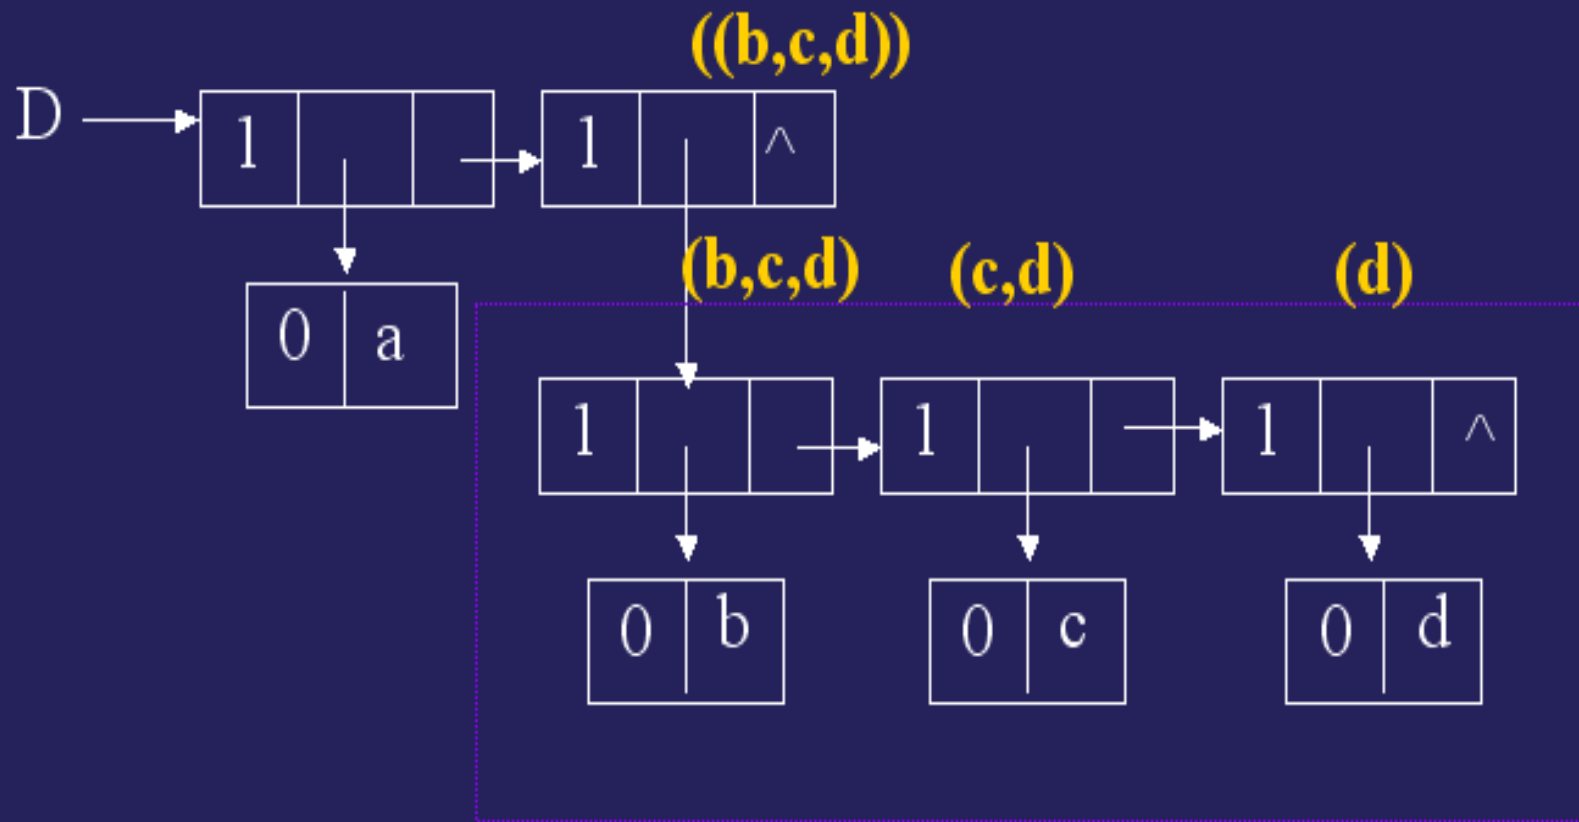 ((b,c,d))
D 1 1 ^
(b,c,d) (c,d) (d)
0 a
1 1 1 ^
0 b 0 c 0 d